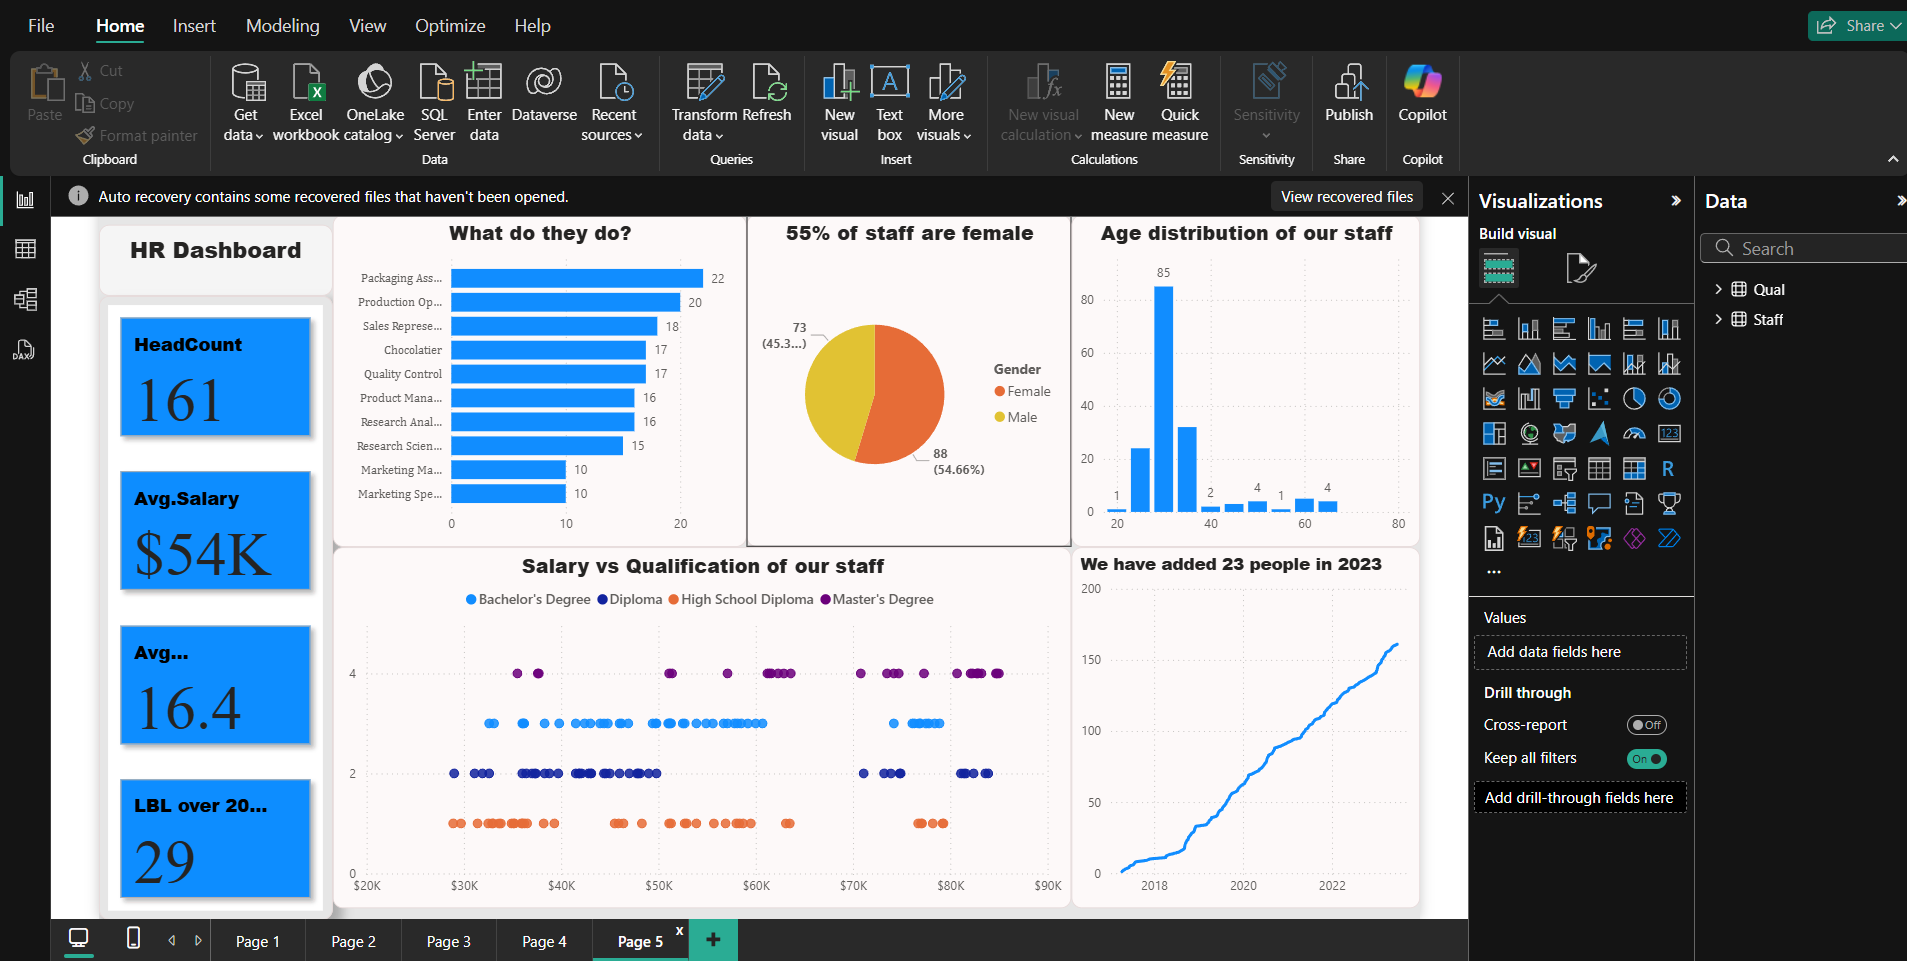 File Home Insert Modeling View Optimize Help
Share
Paste
Cut
Copy
Format painter
Clipboard
Get data
Excel workbook
OneLake catalog
SQL Server
Enter data
Dataverse
Recent sources
Data
Transform data
Refresh
Queries
New visual
Text box
More visuals
Insert
New visual calculation
New measure
Quick measure
Calculations
Sensitivity
Sensitivity
Publish
Share
Copilot
Copilot
Auto recovery contains some recovered files that haven't been opened.
View recovered files
HR Dashboard
HeadCount
161
Avg.Salary
$54K
Avg...
16.4
LBL over 20...
29
What do they do?
Packaging Ass... 22
Production Op... 20
Sales Represe... 18
Chocolatier 17
Quality Control 17
Product Mana... 16
Research Anal... 16
Research Scien... 15
Marketing Ma... 10
Marketing Spe... 10
0 10 20
55% of staff are female
73
(45.3...)
88
(54.66%)
Gender
Female
Male
Age distribution of our staff
85
80
60
40
20
0
1 2 4 1 4
20 40 60 80
Salary vs Qualification of our staff
Bachelor's Degree Diploma High School Diploma Master's Degree
4
2
0
$20K $30K $40K $50K $60K $70K $80K $90K
We have added 23 people in 2023
200
150
100
50
0
2018 2020 2022
Page 1 Page 2 Page 3 Page 4 Page 5 x +
Visualizations
Build visual
123
R
Py
123
...
Values
Add data fields here
Drill through
Cross-report Off
Keep all filters On
Add drill-through fields here
Data
Search
Qual
Staff
DAX